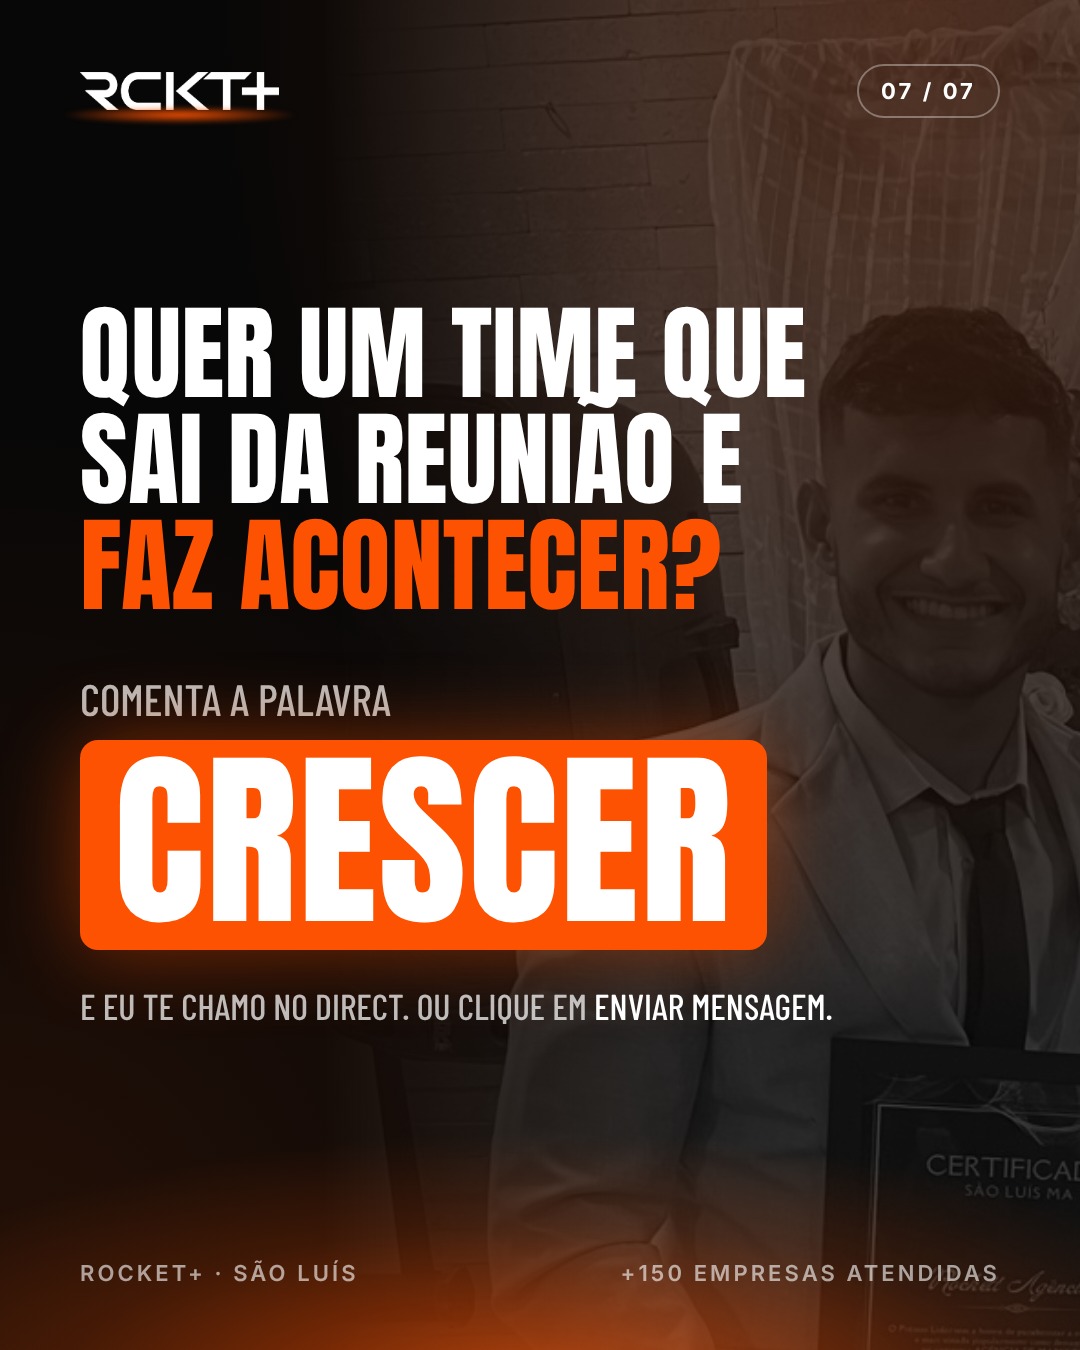 RCKT+
07 / 07
QUER UM TIME QUE
SAI DA REUNIÃO E
FAZ ACONTECER?
COMENTA A PALAVRA
CRESCER
E EU TE CHAMO NO DIRECT. OU CLIQUE EM ENVIAR MENSAGEM.
CERTIFICAD
SÃO LUÍS MA
ROCKET+ · SÃO LUÍS
+150 EMPRESAS ATENDIDAS